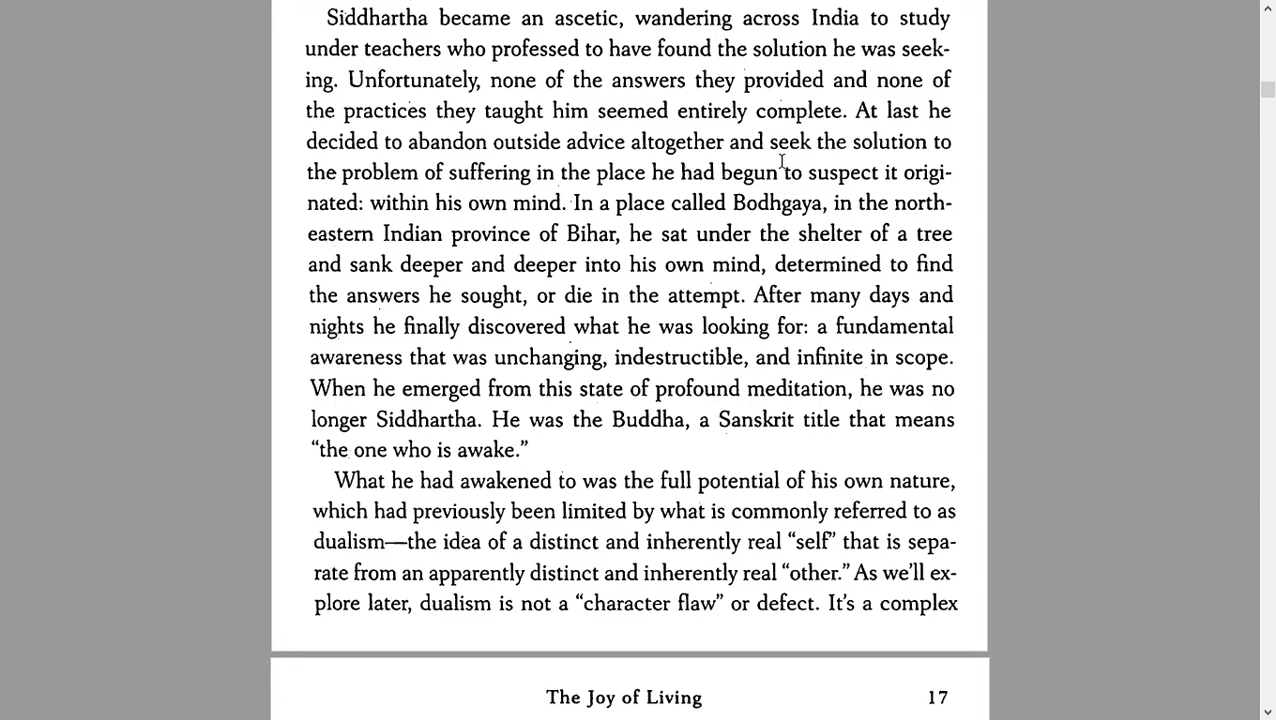 Siddhartha became an ascetic, wandering across India to study
under teachers who professed to have found the solution he was seek-
ing. Unfortunately, none of the answers they provided and none of
the practices they taught him seemed entirely complete. At last he
decided to abandon outside advice altogether and seek the solution to
the problem of suffering in the place he had begun to suspect it origi-
nated: within his own mind. In a place called Bodhgaya, in the north-
eastern Indian province of Bihar, he sat under the shelter of a tree
and sank deeper and deeper into his own mind, determined to find
the answers he sought, or die in the attempt. After many days and
nights he finally discovered what he was looking for: a fundamental
awareness that was unchanging, indestructible, and infinite in scope.
When he emerged from this state of profound meditation, he was no
longer Siddhartha. He was the Buddha, a Sanskrit title that means
“the one who is awake.”
What he had awakened to was the full potential of his own nature,
which had previously been limited by what is commonly referred to as
dualism—the idea of a distinct and inherently real “self” that is sepa-
rate from an apparently distinct and inherently real “other.” As we’ll ex-
plore later, dualism is not a “character flaw” or defect. It’s a complex
The Joy of Living 17